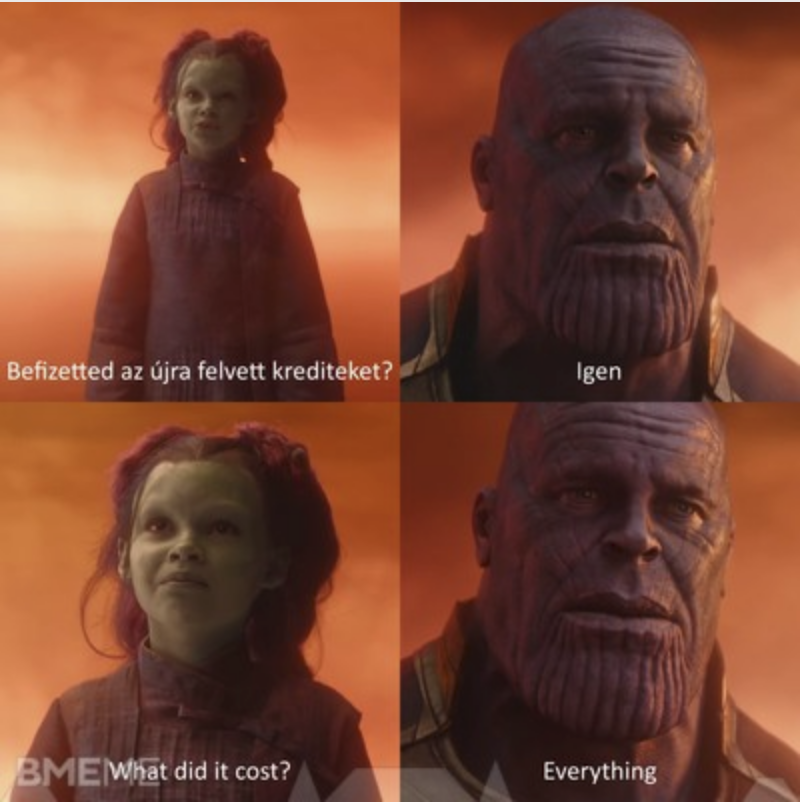 Befizetted az újra felvett krediteket?
Igen
What did it cost?
Everything
BMEME